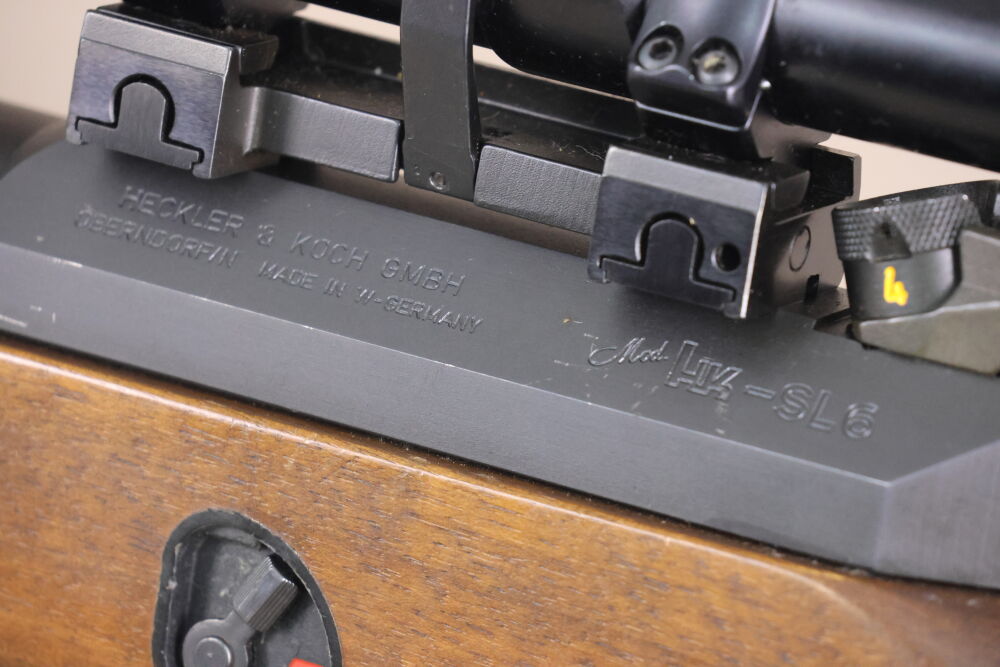 HECKLER & KOCH GMBH
OBERNDORF/N MADE IN W-GERMANY
Mod. HK-SL6
4